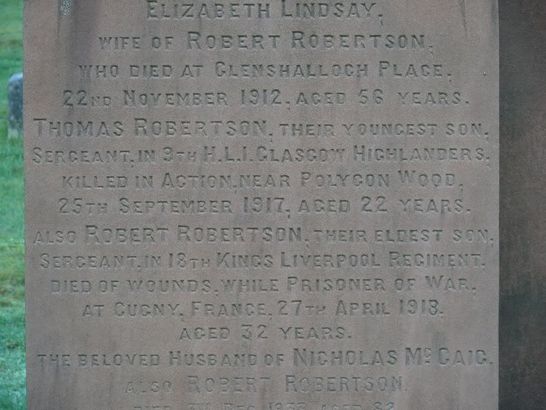 ELIZABETH LINDSAY,
WIFE OF ROBERT ROBERTSON,
WHO DIED AT GLENSHALLOCH PLACE,
22ND NOVEMBER 1912, AGED 56 YEARS.
THOMAS ROBERTSON, THEIR YOUNGEST SON,
SERGEANT, IN 9TH H.L.I. GLASGOW HIGHLANDERS,
KILLED IN ACTION, NEAR POLYGON WOOD,
25TH SEPTEMBER 1917, AGED 22 YEARS.
ALSO ROBERT ROBERTSON, THEIR ELDEST SON,
SERGEANT, IN 18TH KINGS LIVERPOOL REGIMENT,
DIED OF WOUNDS, WHILE PRISONER OF WAR,
AT CUGNY, FRANCE, 27TH APRIL 1918,
AGED 32 YEARS.
THE BELOVED HUSBAND OF NICHOLAS MC CAIG.
ALSO ROBERT ROBERTSON,
DIED DEC. AGED